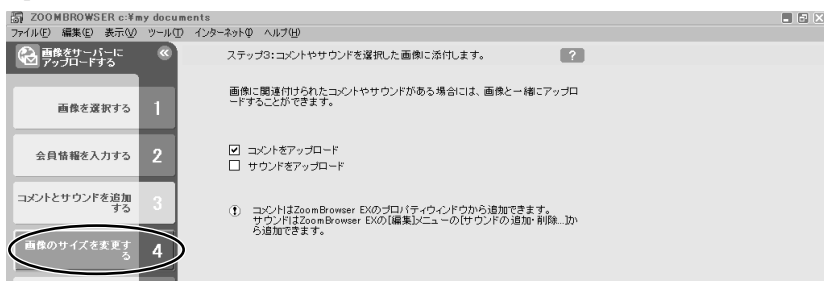 ZOOMBROWSER c:¥my documents
ファイル(F) 編集(E) 表示(V) ツール(T) インターネット(I) ヘルプ(H)
画像をサーバーに
アップロードする
ステップ3:コメントやサウンドを選択した画像に添付します。
?
画像に関連付けられたコメントやサウンドがある場合には、画像と一緒にアップロ
ードすることができます。
画像を選択する 1
会員情報を入力する 2
コメントをアップロード
サウンドをアップロード
コメントとサウンドを追加
する 3
コメントはZoomBrowser EXのプロパティウィンドウから追加できます。
サウンドはZoomBrowser EXの[編集]メニューの[サウンドの追加・削除...]か
ら追加できます。
画像のサイズを変更す
る 4